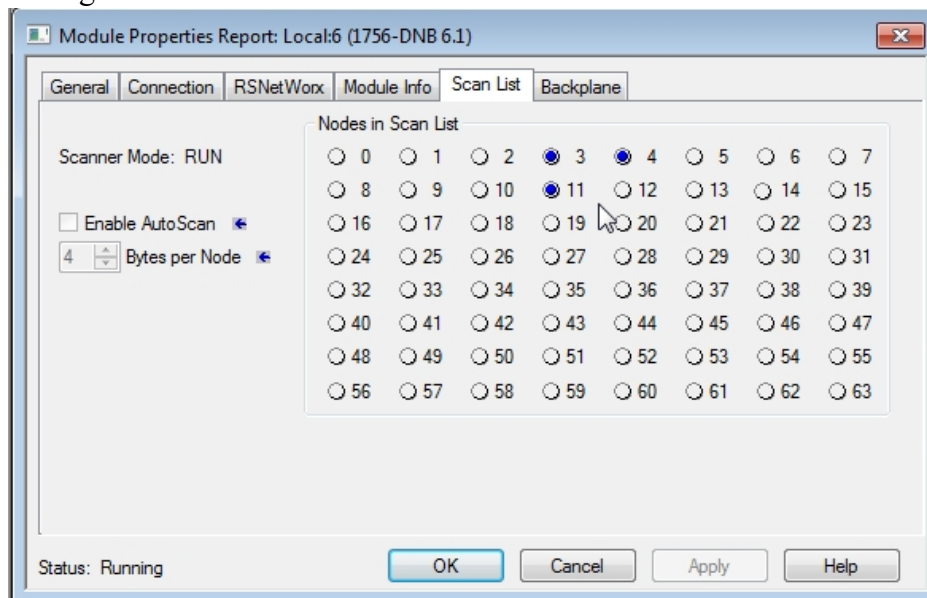 Module Properties Report: Local:6 (1756-DNB 6.1)
General Connection RSNetWorx Module Info Scan List Backplane
Nodes in Scan List
Scanner Mode: RUN
0 1 2 3 4 5 6 7
8 9 10 11 12 13 14 15
Enable AutoScan
16 17 18 19 20 21 22 23
4 Bytes per Node
24 25 26 27 28 29 30 31
32 33 34 35 36 37 38 39
40 41 42 43 44 45 46 47
48 49 50 51 52 53 54 55
56 57 58 59 60 61 62 63
Status: Running
OK Cancel Apply Help